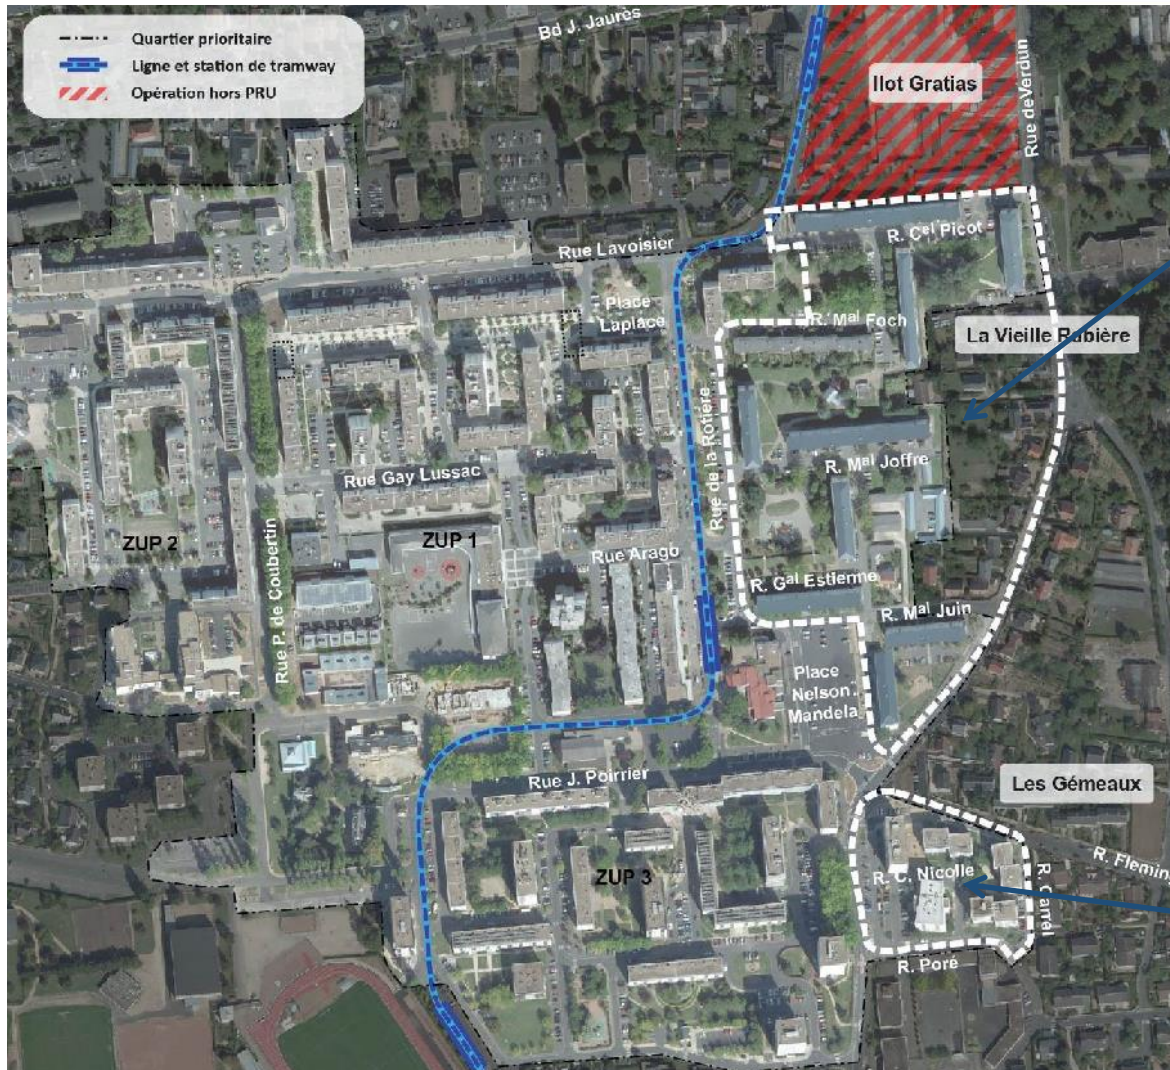 Quartier prioritaire
Ligne et station de tramway
Opération hors PRU
Bd J. Jaurès
Ilot Gratias
Rue deVerdun
Rue Lavoisier
R. Cel Picot
Place
Laplace
R. Mal Foch
La Vieille Rabière
Rue de la Rotière
R. Mal Joffre
Rue Gay Lussac
ZUP 2
ZUP 1
Rue P. de Coubertin
Rue Arago
R. Gal Estienne
R. Mal Juin
Place
Nelson
Mandela
Rue J. Poirrier
Les Gémeaux
R. Flemin
ZUP 3
R. C. Nicolle
R. Carrel
R. Poré